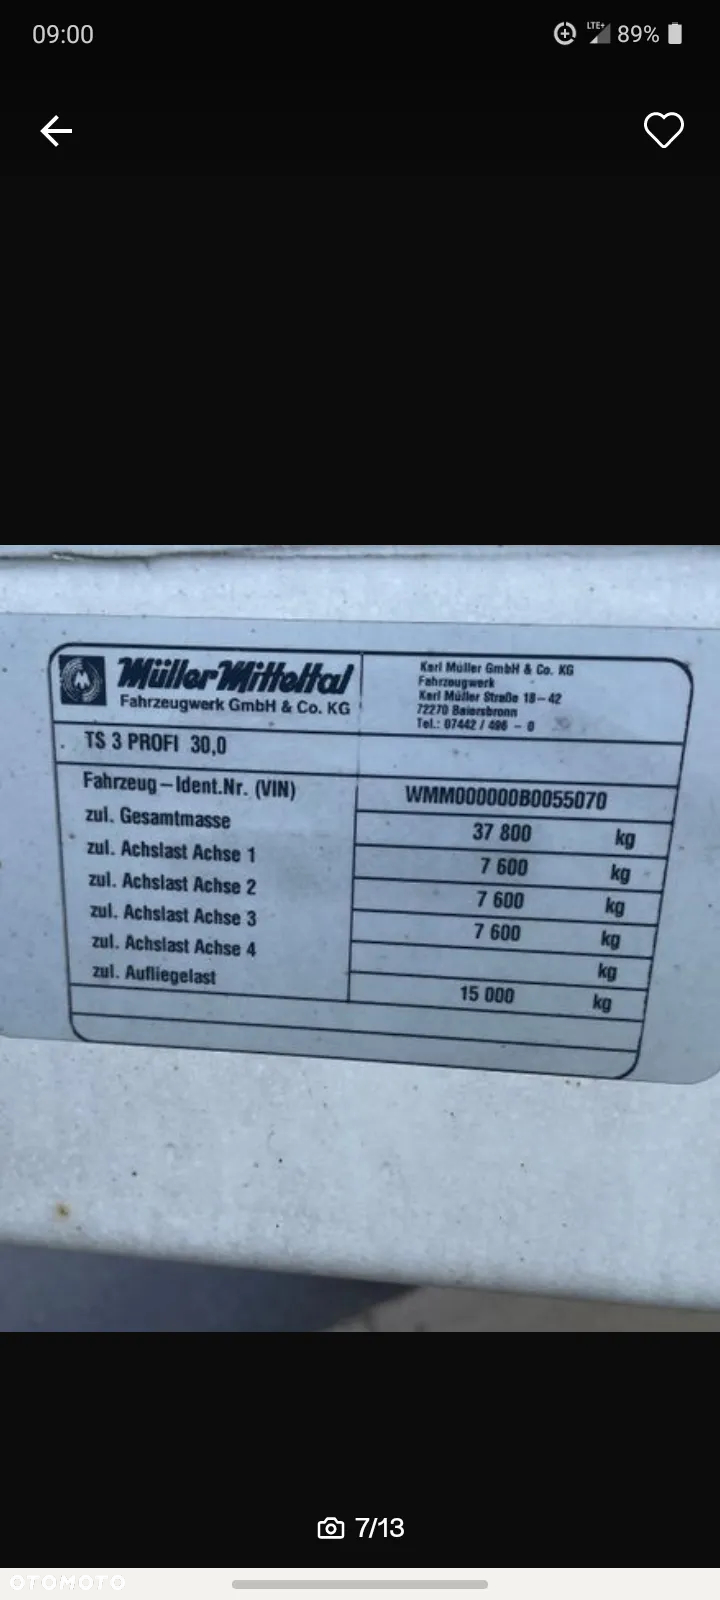 09:00
LTE+
89%
Müller Mitteltal
Fahrzeugwerk GmbH & Co. KG
Karl Müller GmbH & Co. KG
Fahrzeugwerk
Karl Müller Straße 18-42
72270 Baiersbronn
Tel.: 07442 / 496 - 0
TS 3 PROFI 30,0
Fahrzeug-Ident.Nr. (VIN) WMM000000B0055070
zul. Gesamtmasse 37 800 kg
zul. Achslast Achse 1 7 600 kg
zul. Achslast Achse 2 7 600 kg
zul. Achslast Achse 3 7 600 kg
zul. Achslast Achse 4 kg
zul. Aufliegelast 15 000 kg
7/13
OTOMOTO